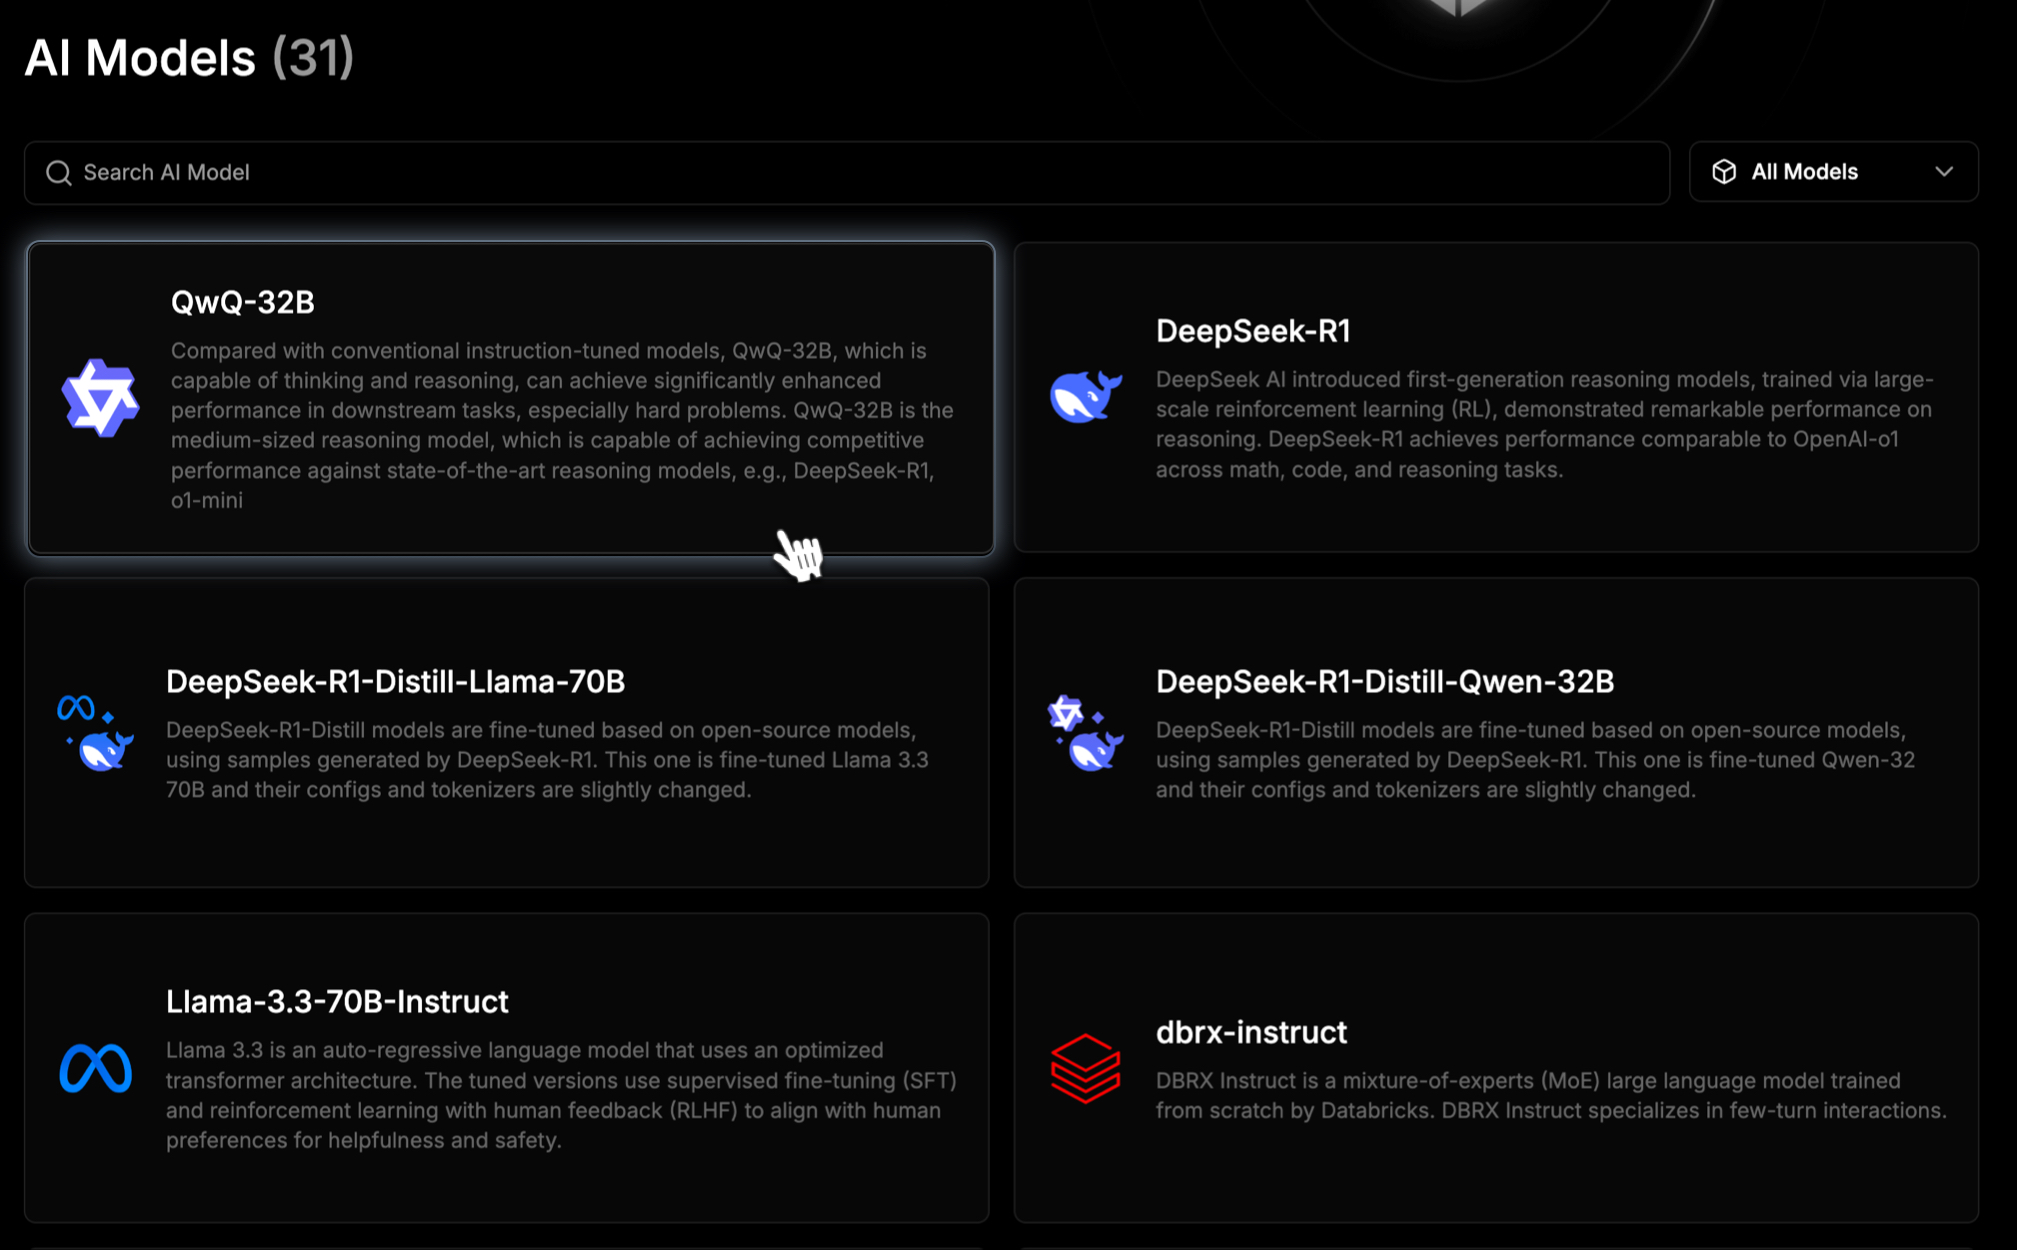 AI Models (31)
Search AI Model
All Models
QwQ-32B
Compared with conventional instruction-tuned models, QwQ-32B, which is
capable of thinking and reasoning, can achieve significantly enhanced
performance in downstream tasks, especially hard problems. QwQ-32B is the
medium-sized reasoning model, which is capable of achieving competitive
performance against state-of-the-art reasoning models, e.g., DeepSeek-R1,
o1-mini
DeepSeek-R1
DeepSeek AI introduced first-generation reasoning models, trained via large-
scale reinforcement learning (RL), demonstrated remarkable performance on
reasoning. DeepSeek-R1 achieves performance comparable to OpenAI-o1
across math, code, and reasoning tasks.
DeepSeek-R1-Distill-Llama-70B
DeepSeek-R1-Distill models are fine-tuned based on open-source models,
using samples generated by DeepSeek-R1. This one is fine-tuned Llama 3.3
70B and their configs and tokenizers are slightly changed.
DeepSeek-R1-Distill-Qwen-32B
DeepSeek-R1-Distill models are fine-tuned based on open-source models,
using samples generated by DeepSeek-R1. This one is fine-tuned Qwen-32
and their configs and tokenizers are slightly changed.
Llama-3.3-70B-Instruct
Llama 3.3 is an auto-regressive language model that uses an optimized
transformer architecture. The tuned versions use supervised fine-tuning (SFT)
and reinforcement learning with human feedback (RLHF) to align with human
preferences for helpfulness and safety.
dbrx-instruct
DBRX Instruct is a mixture-of-experts (MoE) large language model trained
from scratch by Databricks. DBRX Instruct specializes in few-turn interactions.